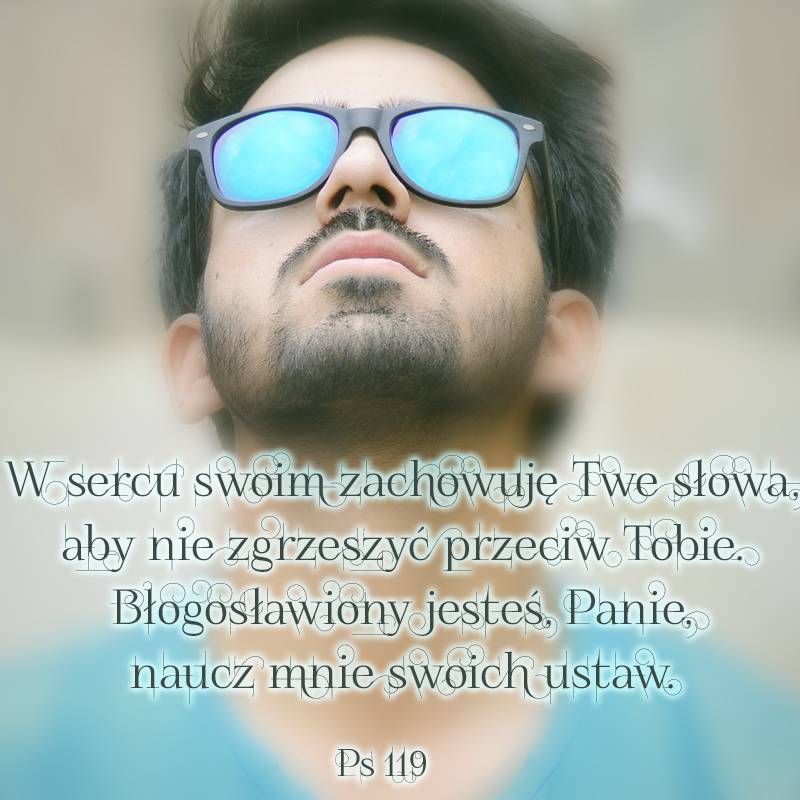 W sercu swoim zachowuję Twe słowa,
aby nie zgrzeszyć przeciw Tobie.
Błogosławiony jesteś, Panie,
naucz mnie swoich ustaw.
Ps 119